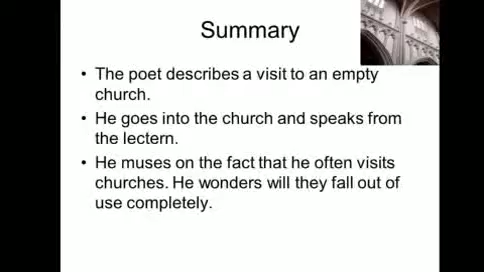 Summary
• The poet describes a visit to an empty
church.
• He goes into the church and speaks from
the lectern.
• He muses on the fact that he often visits
churches. He wonders will they fall out of
use completely.